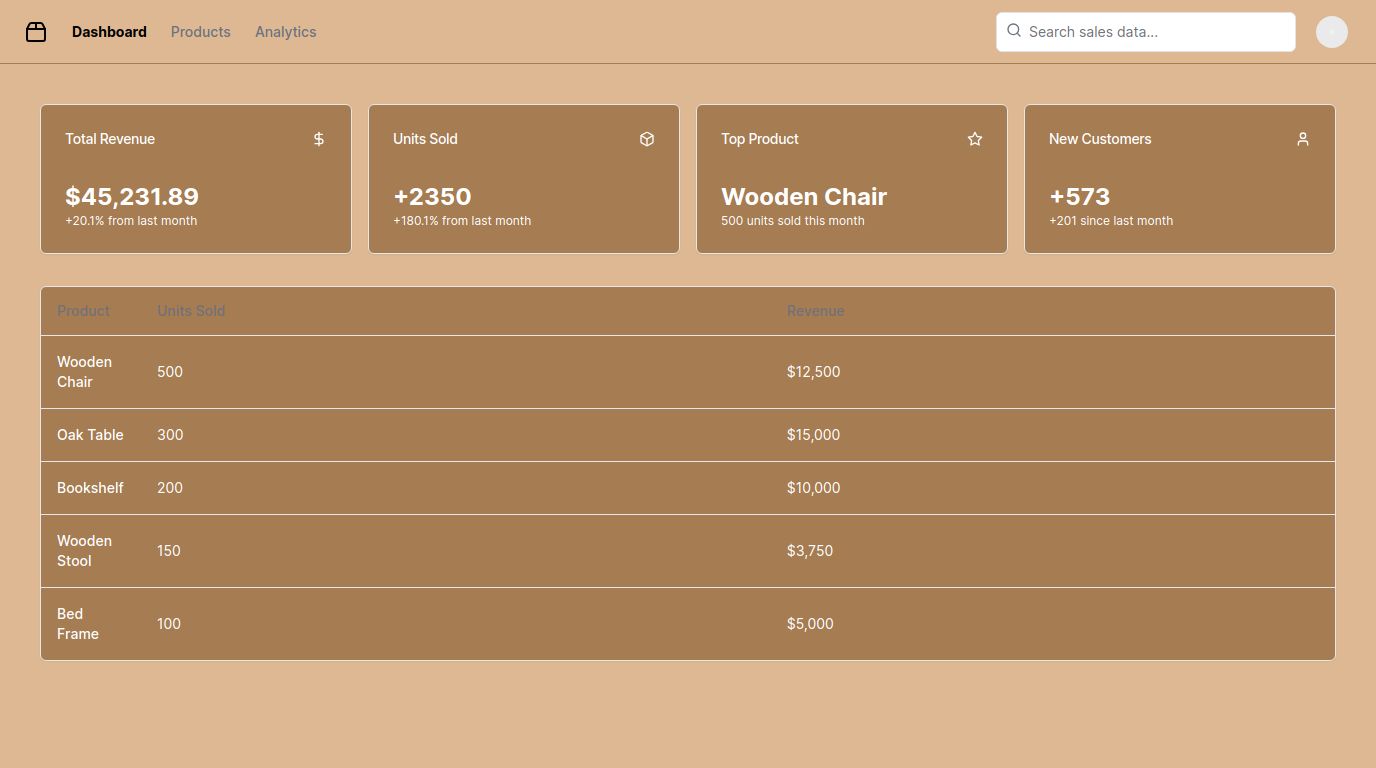 Dashboard Products Analytics Search sales data...
Total Revenue
$45,231.89
+20.1% from last month
Units Sold
+2350
+180.1% from last month
Top Product
Wooden Chair
500 units sold this month
New Customers
+573
+201 since last month
Product Units Sold Revenue
Wooden
Chair
500 $12,500
Oak Table 300 $15,000
Bookshelf 200 $10,000
Wooden
Stool
150 $3,750
Bed
Frame
100 $5,000